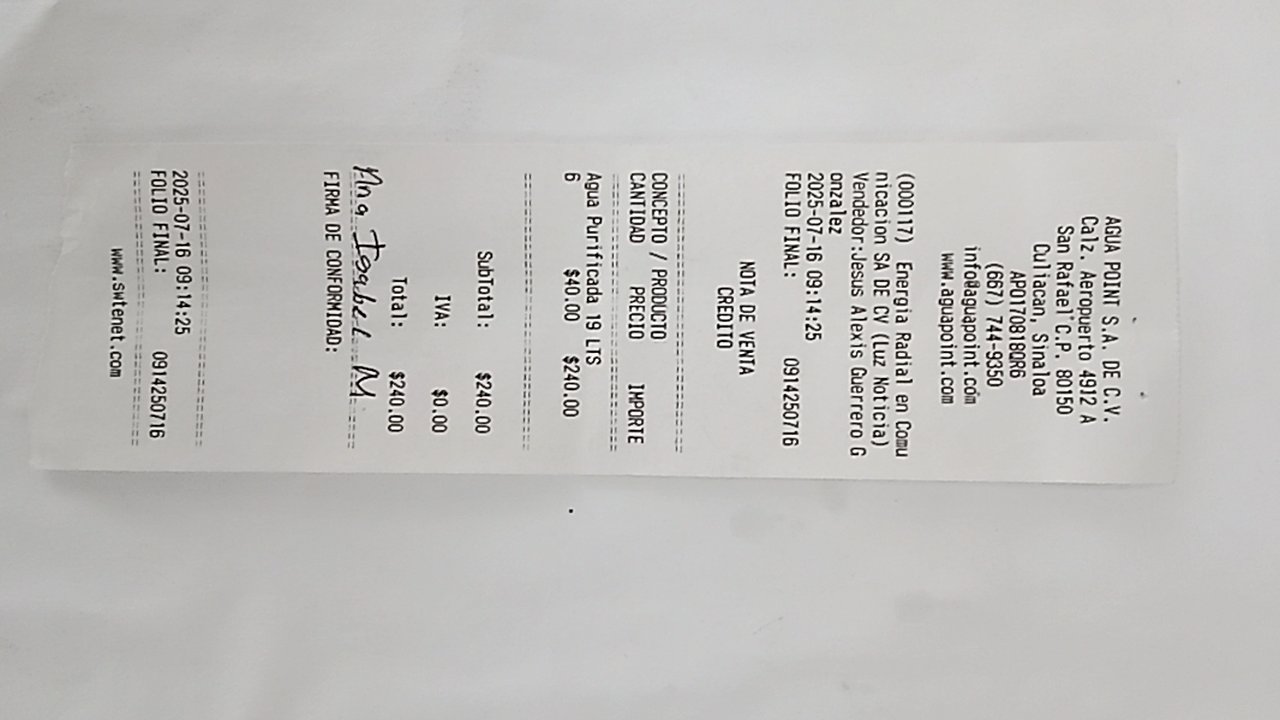 AGUA POINT S.A. DE C.V.
Calz. Aeropuerto 4912 A
San Rafael C.P. 80150
Culiacan, Sinaloa
APO170818QR6
(667) 744-9350
info@aguapoint.com
www.aguapoint.com
(000117) Energia Radial en Comu
nicacion SA DE CV (Luz Noticia)
Vendedor:Jesus Alexis Guerrero G
onzalez
2025-07-16 09:14:25
FOLIO FINAL: 0914250716
NOTA DE VENTA
CREDITO
CONCEPTO / PRODUCTO
CANTIDAD PRECIO IMPORTE
Agua Purificada 19 LTS
6 $40.00 $240.00
SubTotal: $240.00
IVA: $0.00
Total: $240.00
Ana Isabel M
FIRMA DE CONFORMIDAD:
2025-07-16 09:14:25
FOLIO FINAL: 0914250716
www.swtenet.com